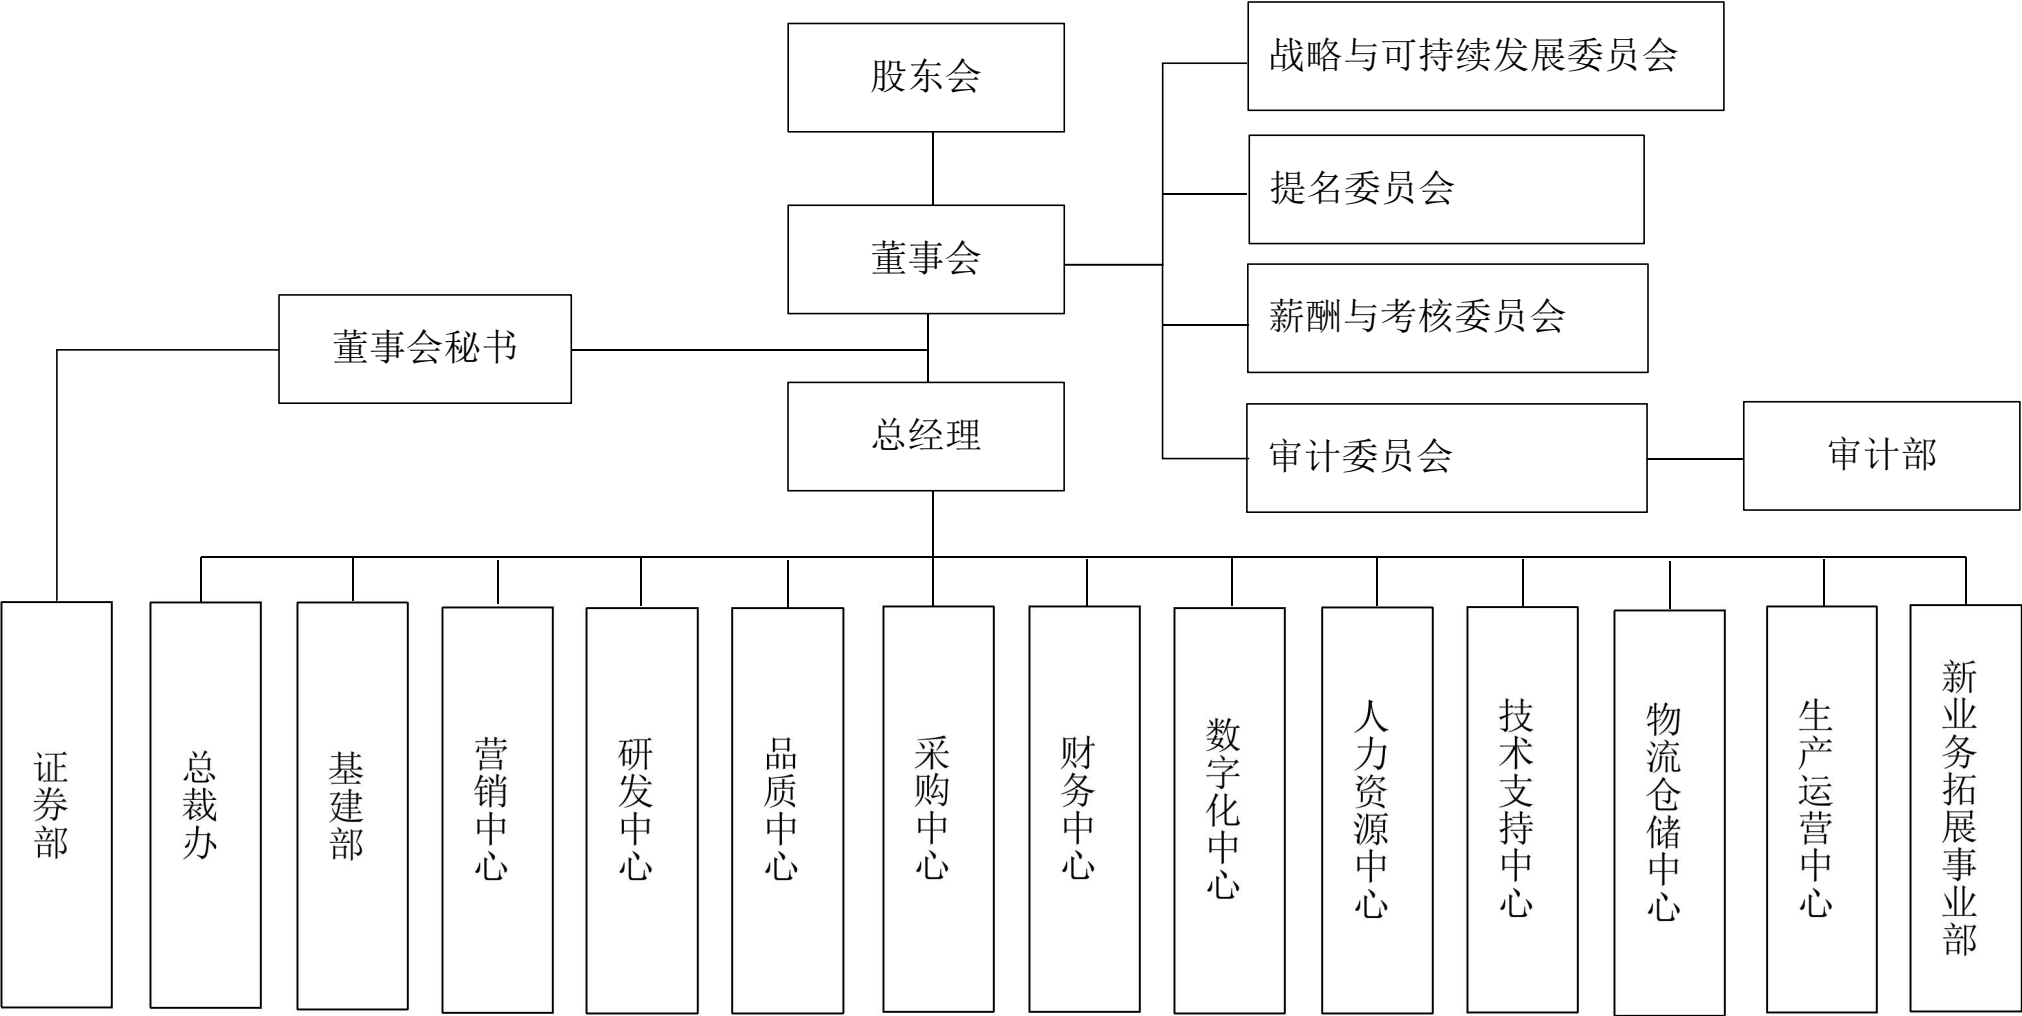 股东会
战略与可持续发展委员会
提名委员会
董事会
薪酬与考核委员会
董事会秘书
总经理
审计委员会
审计部
证券部
总裁办
基建部
营销中心
研发中心
品质中心
采购中心
财务中心
数字化中心
人力资源中心
技术支持中心
物流仓储中心
生产运营中心
新业务拓展事业部